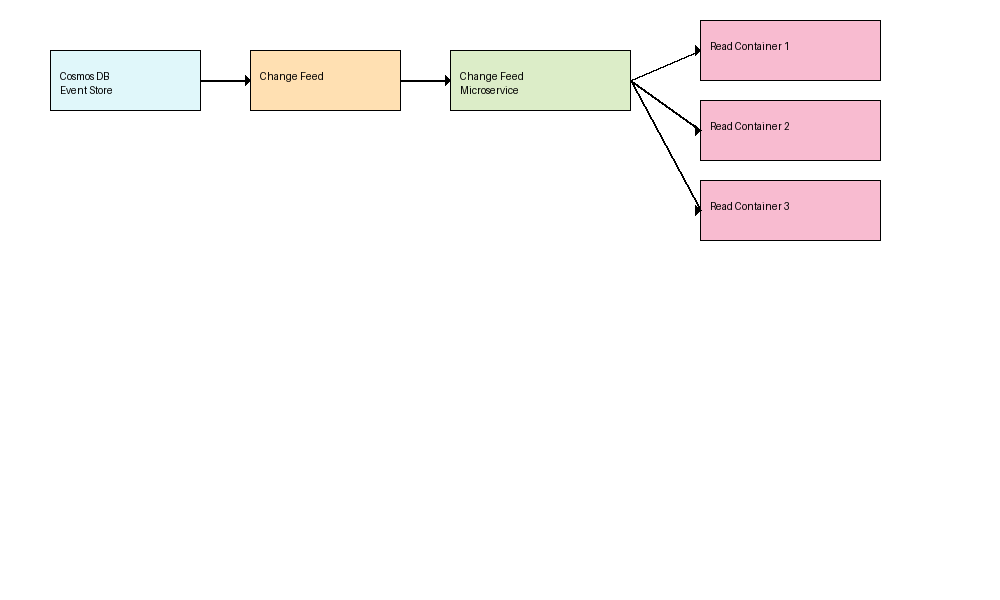 Cosmos DB
Event Store
Change Feed
Change Feed
Microservice
Read Container 1
Read Container 2
Read Container 3